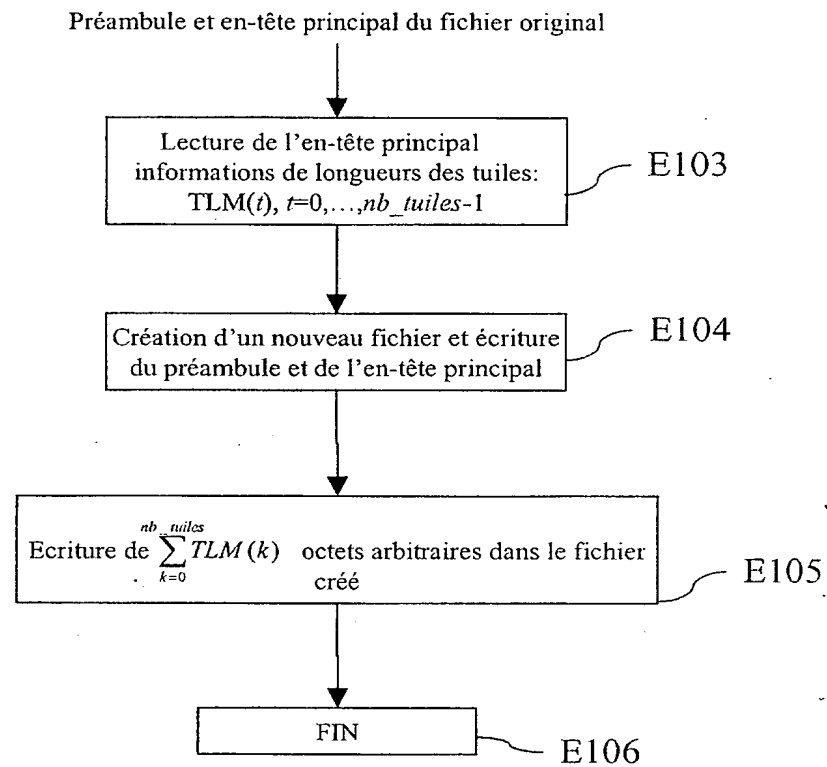 Préambule et en-tête principal du fichier original
Lecture de l'en-tête principal
informations de longueurs des tuiles:
TLM(t), t=0,…,nb_tuiles-1
E103
Création d'un nouveau fichier et écriture
du préambule et de l'en-tête principal
E104
nb_tuiles
Ecriture de ∑ TLM(k) octets arbitraires dans le fichier
k=0
créé
E105
FIN
E106